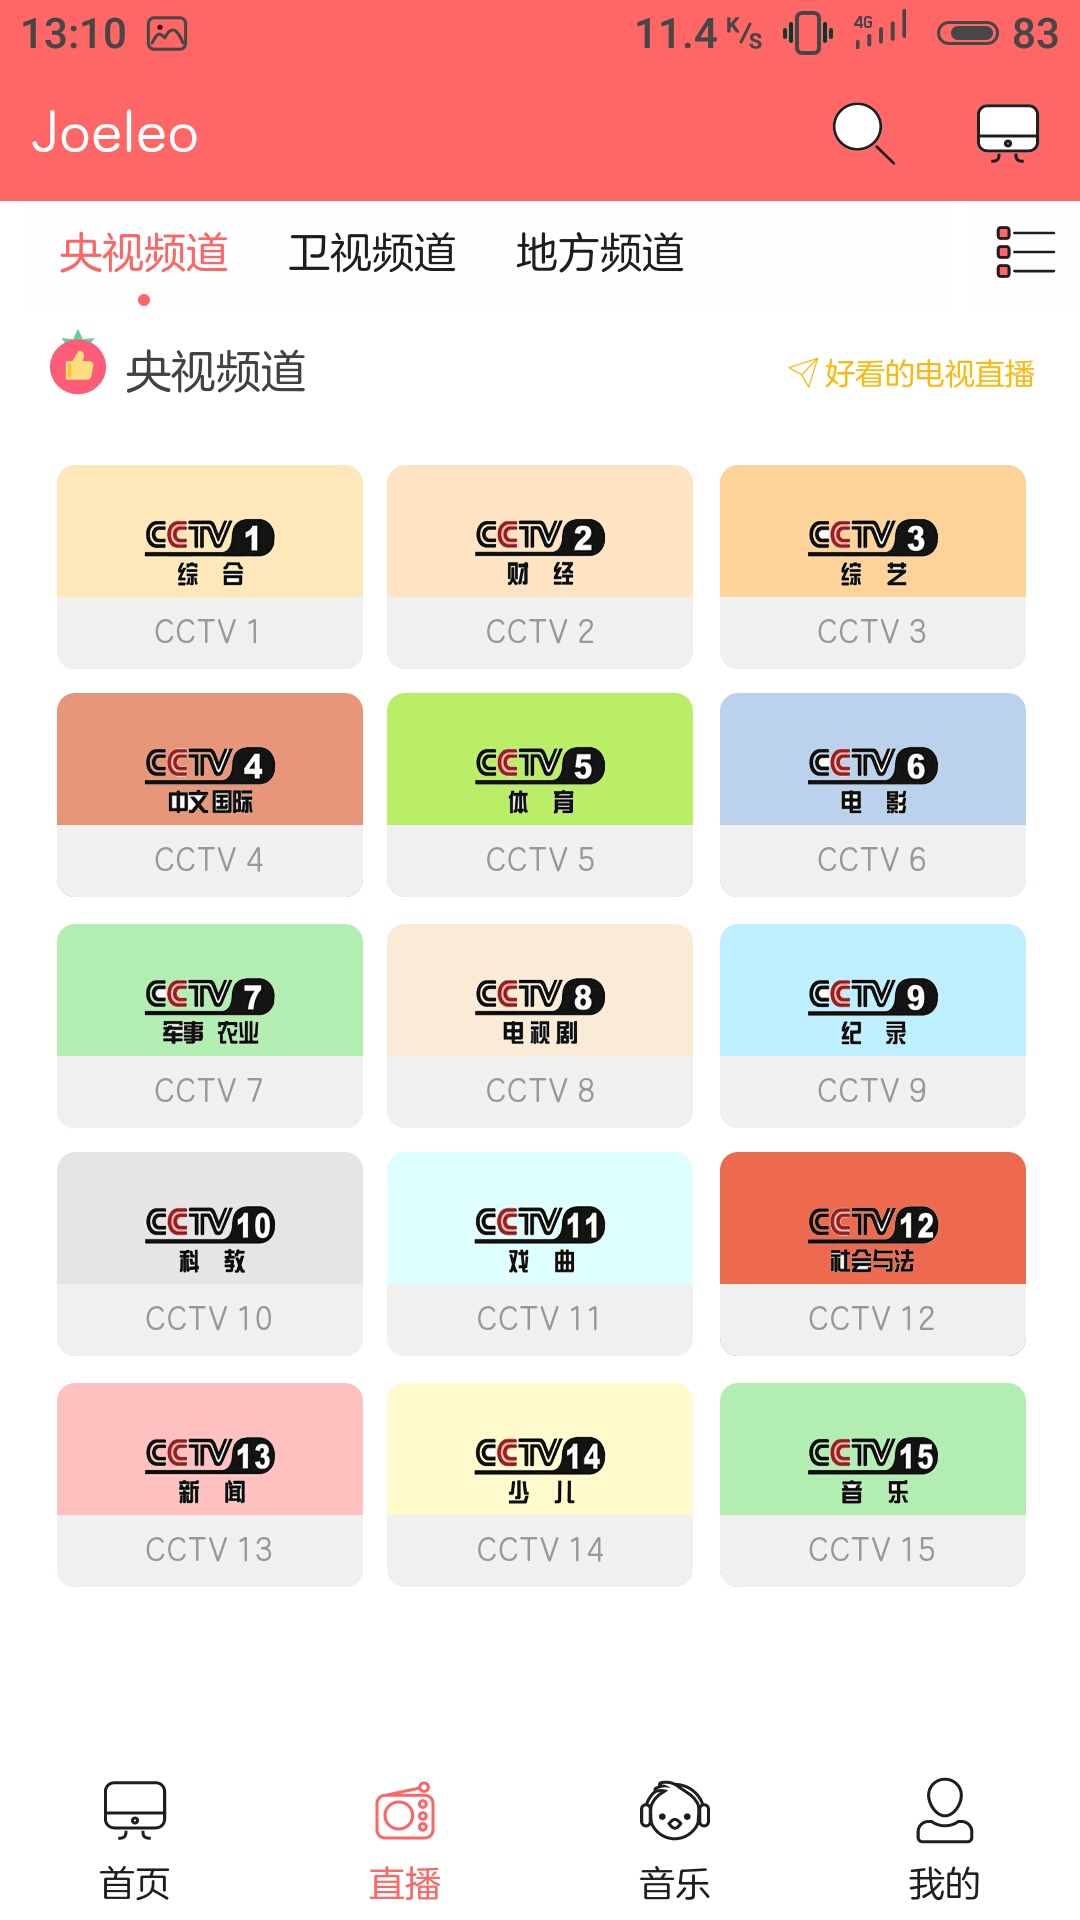 13:10 11.4 K/s 4G 83
Joeleo
央视频道 卫视频道 地方频道
央视频道 好看的电视直播
CCTV 1 CCTV 2 CCTV 3
综 合 财 经 综 艺
CCTV 1 CCTV 2 CCTV 3
CCTV 4 CCTV 5 CCTV 6
中文国际 体 育 电 影
CCTV 4 CCTV 5 CCTV 6
CCTV 7 CCTV 8 CCTV 9
军事 农业 电视剧 纪 录
CCTV 7 CCTV 8 CCTV 9
CCTV 10 CCTV 11 CCTV 12
科 教 戏 曲 社会与法
CCTV 10 CCTV 11 CCTV 12
CCTV 13 CCTV 14 CCTV 15
新 闻 少 儿 音 乐
CCTV 13 CCTV 14 CCTV 15
首页 直播 音乐 我的